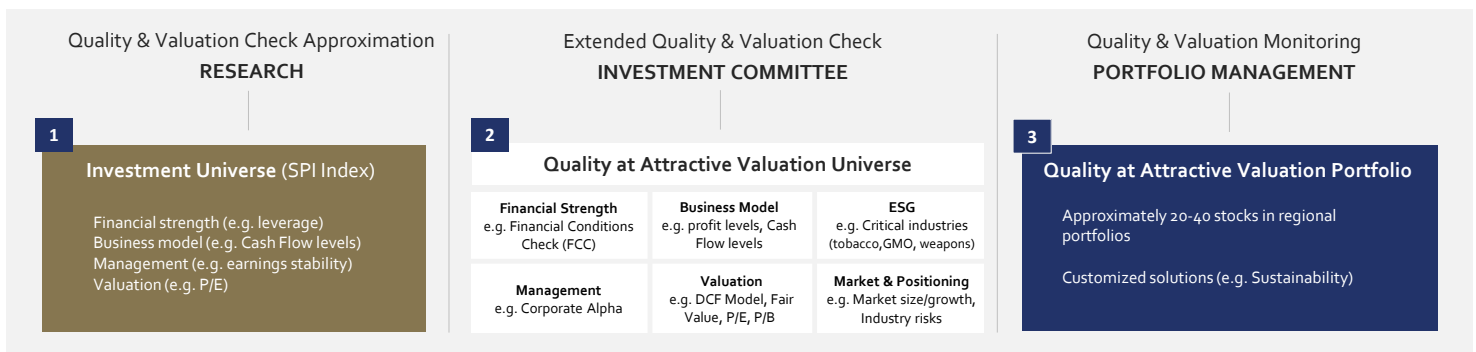 Quality & Valuation Check Approximation
RESEARCH
1
Investment Universe (SPI Index)
Financial strength (e.g. leverage)
Business model (e.g. Cash Flow levels)
Management (e.g. earnings stability)
Valuation (e.g. P/E)
Extended Quality & Valuation Check
INVESTMENT COMMITTEE
2
Quality at Attractive Valuation Universe
Financial Strength
e.g. Financial Conditions
Check (FCC)
Business Model
e.g. profit levels, Cash
Flow levels
ESG
e.g. Critical industries
(tobacco,GMO, weapons)
Management
e.g. Corporate Alpha
Valuation
e.g. DCF Model, Fair
Value, P/E, P/B
Market & Positioning
e.g. Market size/growth,
Industry risks
Quality & Valuation Monitoring
PORTFOLIO MANAGEMENT
3
Quality at Attractive Valuation Portfolio
Approximately 20-40 stocks in regional
portfolios
Customized solutions (e.g. Sustainability)